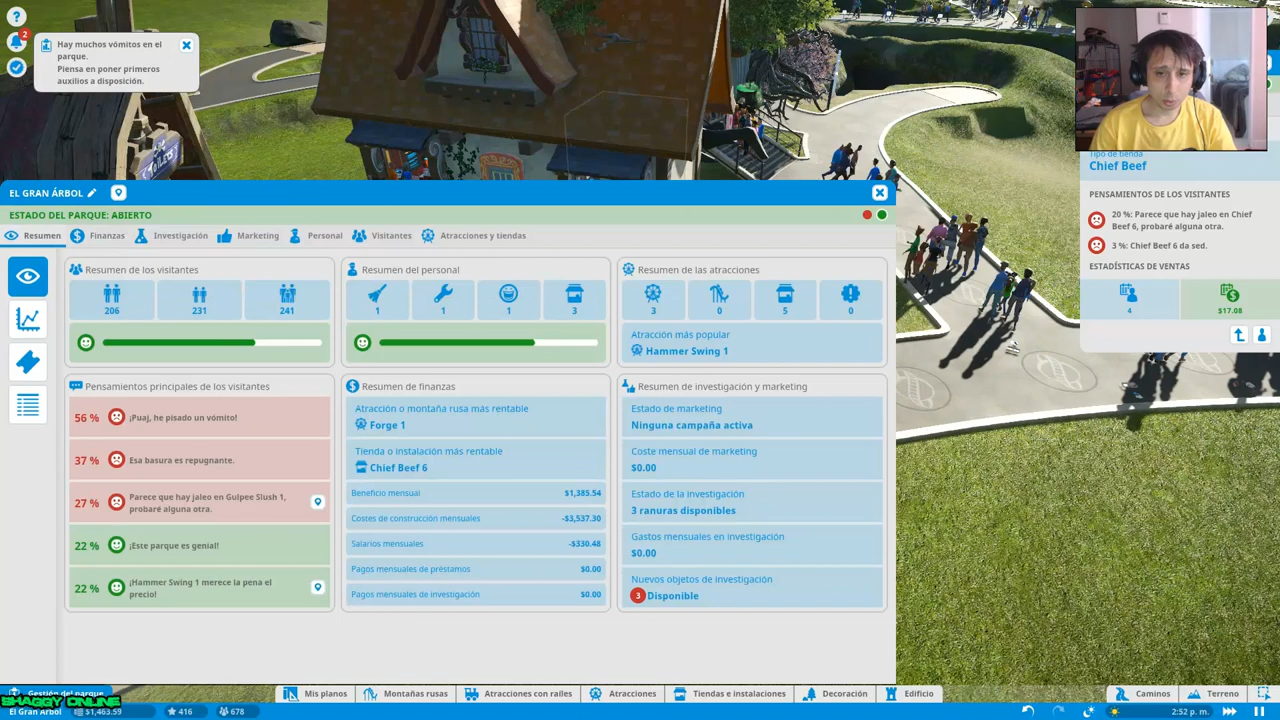 ?
2
Hay muchos vómitos en el
parque.
Piensa en poner primeros
auxilios a disposición.
Toilets
Tipo de tienda
Chief Beef
PENSAMIENTOS DE LOS VISITANTES
20 %: Parece que hay jaleo en Chief
Beef 6, probaré alguna otra.
3 %: Chief Beef 6 da sed.
ESTADÍSTICAS DE VENTAS
4
$17.08
EL GRAN ÁRBOL
ESTADO DEL PARQUE: ABIERTO
Resumen
Finanzas
Investigación
Marketing
Personal
Visitantes
Atracciones y tiendas
Resumen de los visitantes
206
231
241
Resumen del personal
1
1
1
3
Resumen de las atracciones
3
0
5
0
Atracción más popular
Hammer Swing 1
Pensamientos principales de los visitantes
56 %
¡Puaj, he pisado un vómito!
37 %
Esa basura es repugnante.
27 %
Parece que hay jaleo en Gulpee Slush 1,
probaré alguna otra.
22 %
¡Este parque es genial!
22 %
¡Hammer Swing 1 merece la pena el
precio!
Resumen de finanzas
Atracción o montaña rusa más rentable
Forge 1
Tienda o instalación más rentable
Chief Beef 6
Beneficio mensual
$1,385.54
Costes de construcción mensuales
-$3,537.30
Salarios mensuales
-$330.48
Pagos mensuales de préstamos
$0.00
Pagos mensuales de investigación
$0.00
Resumen de investigación y marketing
Estado de marketing
Ninguna campaña activa
Coste mensual de marketing
$0.00
Estado de la investigación
3 ranuras disponibles
Gastos mensuales en investigación
$0.00
Nuevos objetos de investigación
3 Disponible
Gestión del parque
SHAGGY ONLINE
Mis planos
Montañas rusas
Atracciones con raíles
Atracciones
Tiendas e instalaciones
Decoración
Edificio
Caminos
Terreno
El Gran Árbol
$1,463.59
416
678
2:52 p. m.